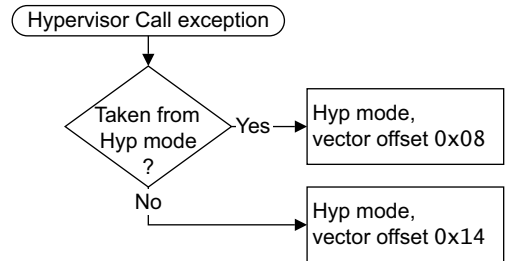 Hypervisor Call exception
Taken from
Hyp mode
?
Yes
Hyp mode,
vector offset 0x08
No
Hyp mode,
vector offset 0x14